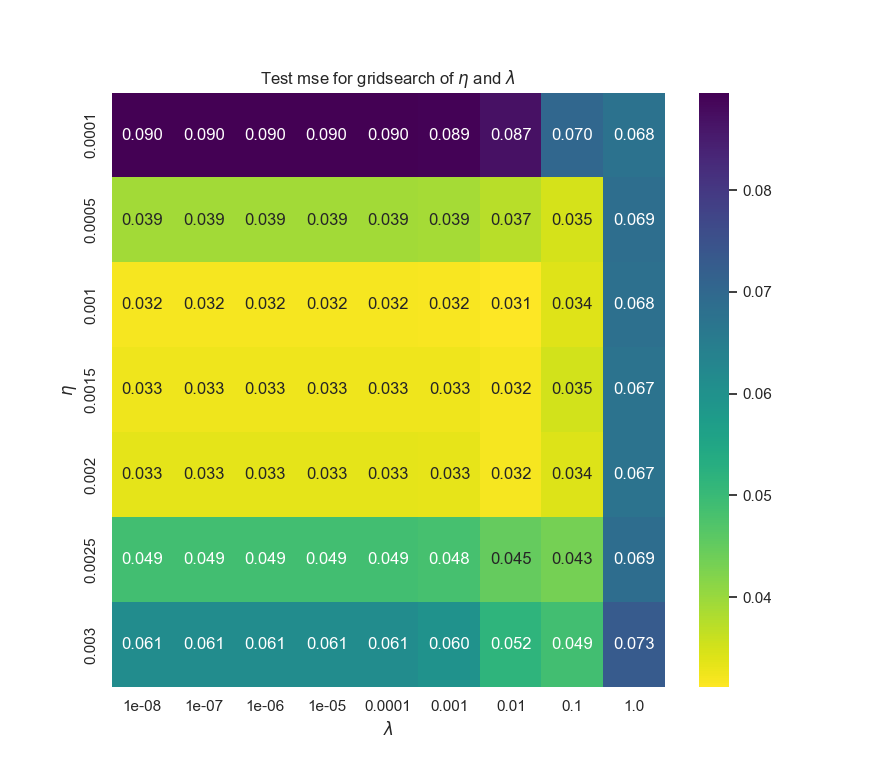 Test mse for gridsearch of η and λ
0.0001 0.090 0.090 0.090 0.090 0.090 0.089 0.087 0.070 0.068
0.0005 0.039 0.039 0.039 0.039 0.039 0.039 0.037 0.035 0.069
0.001 0.032 0.032 0.032 0.032 0.032 0.032 0.031 0.034 0.068
0.0015 0.033 0.033 0.033 0.033 0.033 0.033 0.032 0.035 0.067
0.002 0.033 0.033 0.033 0.033 0.033 0.033 0.032 0.034 0.067
0.0025 0.049 0.049 0.049 0.049 0.049 0.048 0.045 0.043 0.069
0.003 0.061 0.061 0.061 0.061 0.061 0.060 0.052 0.049 0.073
η
1e-08 1e-07 1e-06 1e-05 0.0001 0.001 0.01 0.1 1.0
λ
0.08
0.07
0.06
0.05
0.04